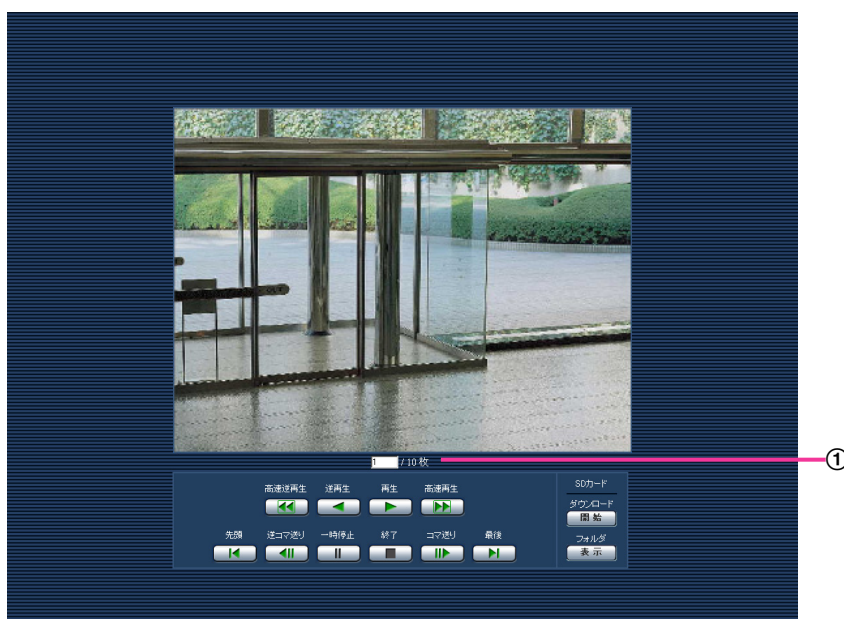 1 / 10 枚
①
高速逆再生 逆再生 再生 高速再生
先頭 逆コマ送り 一時停止 終了 コマ送り 最後
SDカード
ダウンロード
開始
フォルダ
表示